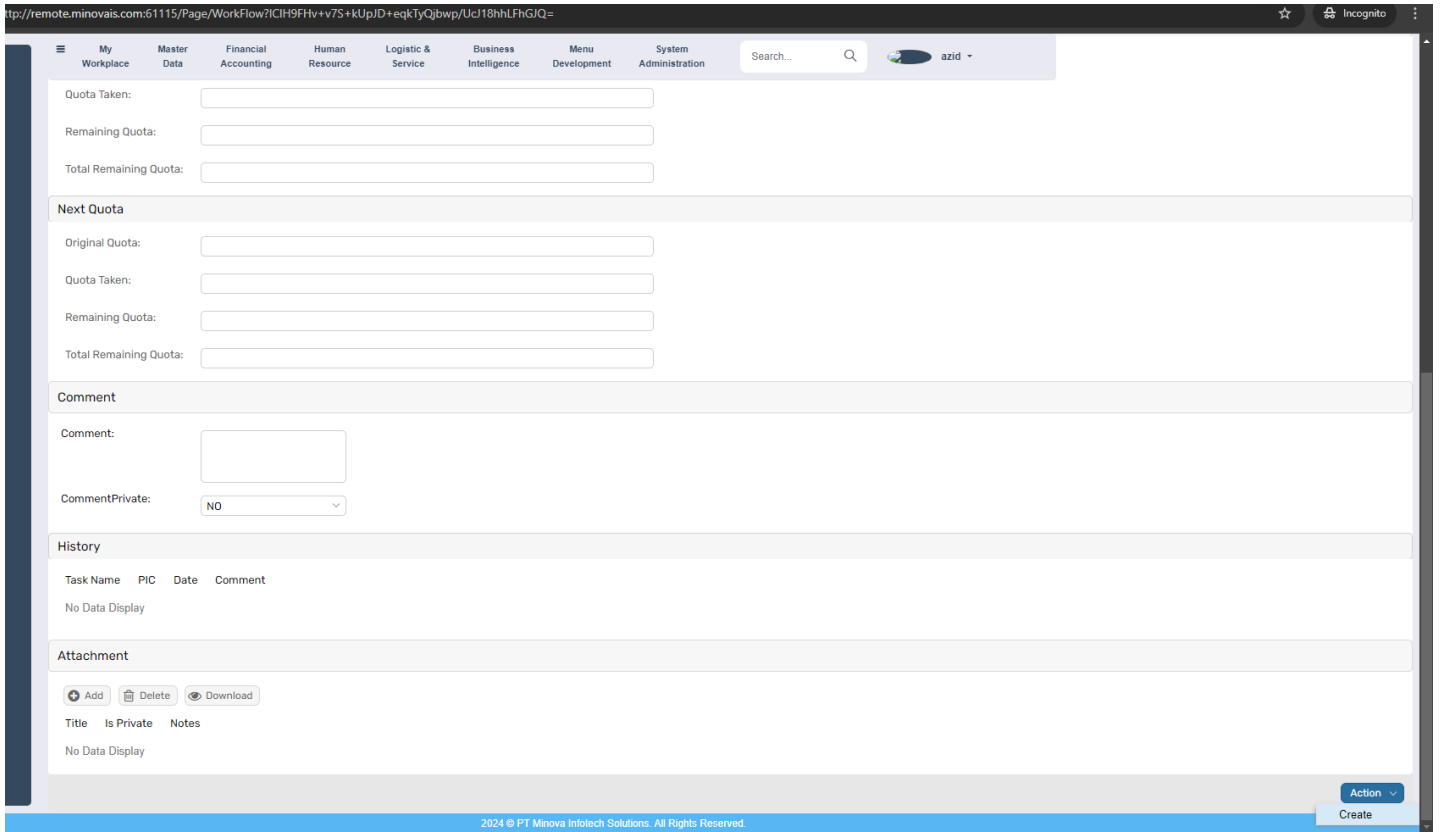 ttp://remote.minovais.com:61115/Page/WorkFlow?ICIH9FHv+v7S+kUpJD+eqkTyQjbwp/UcJ18hhLFhGJQ=
Incognito
My Workplace
Master Data
Financial Accounting
Human Resource
Logistic & Service
Business Intelligence
Menu Development
System Administration
Search...
azid
Quota Taken:
Remaining Quota:
Total Remaining Quota:
Next Quota
Original Quota:
Quota Taken:
Remaining Quota:
Total Remaining Quota:
Comment
Comment:
CommentPrivate:
NO
History
Task Name PIC Date Comment
No Data Display
Attachment
Add Delete Download
Title Is Private Notes
No Data Display
Action
Create
2024 © PT Minova Infotech Solutions. All Rights Reserved.